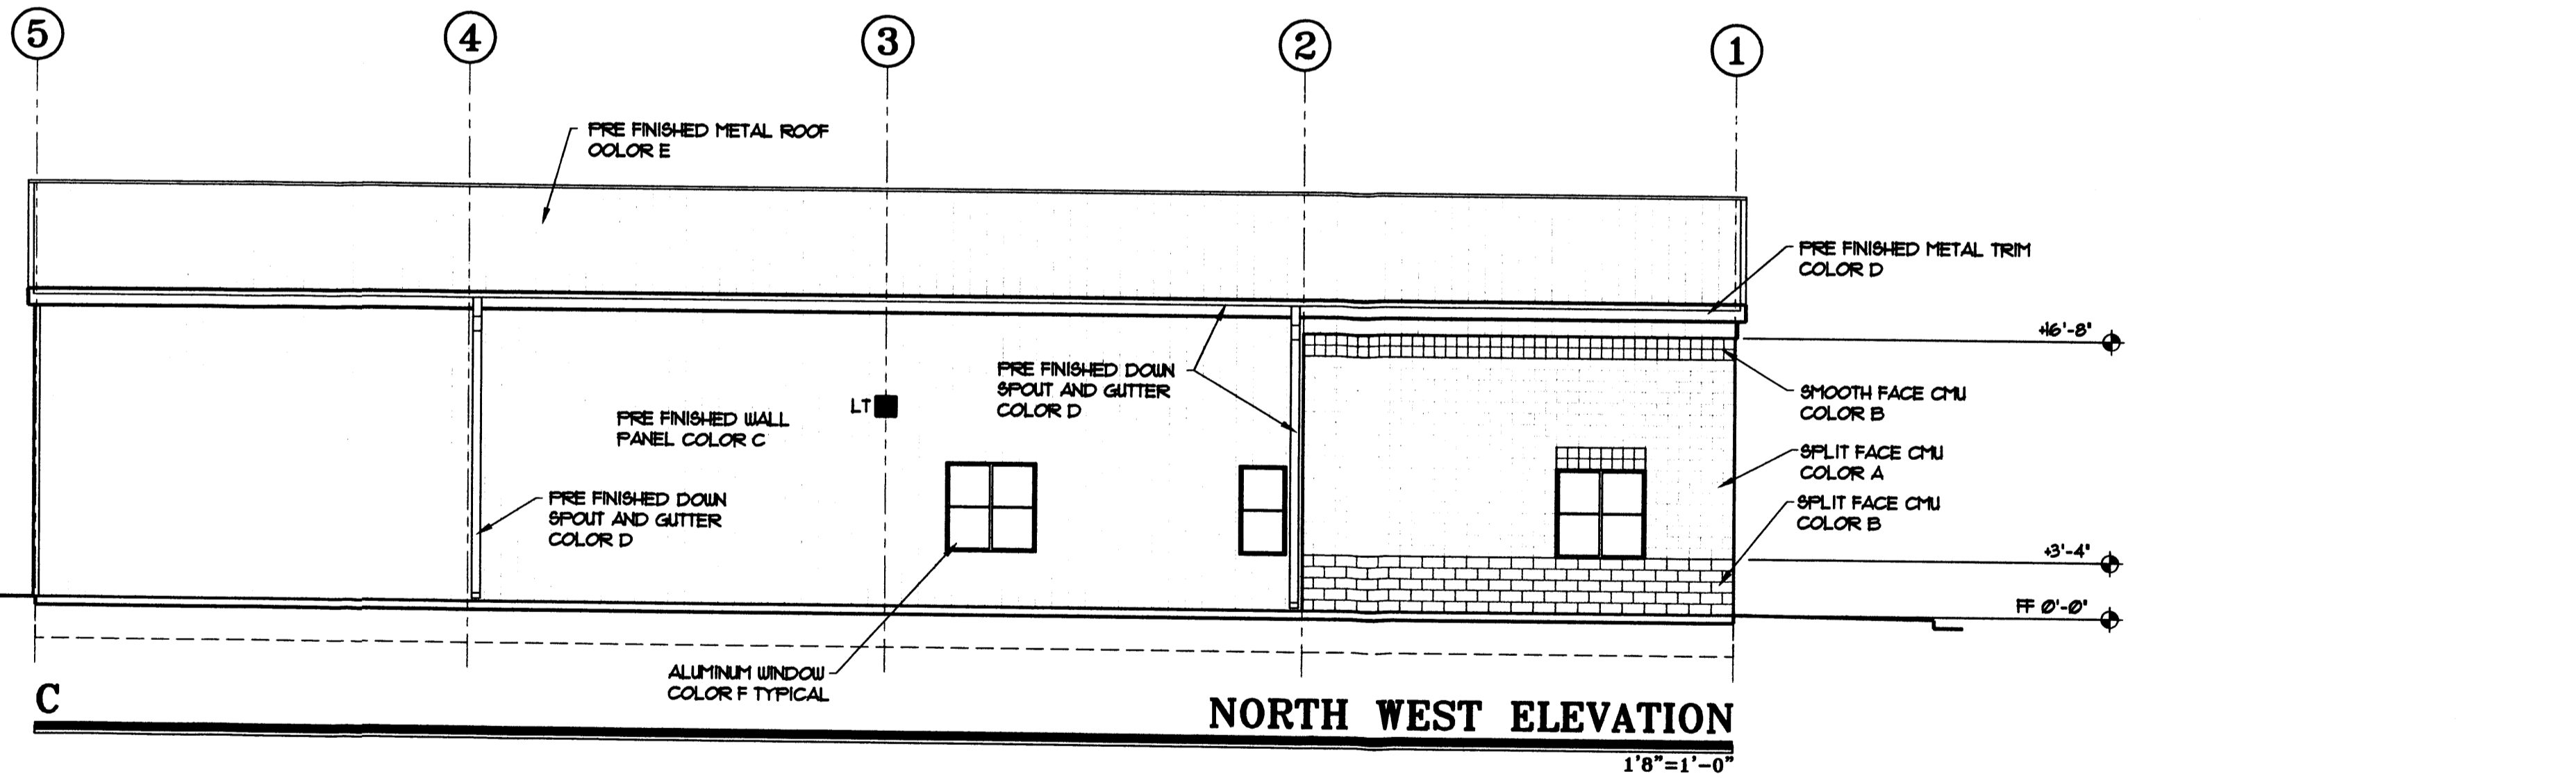 5 4 3 2 1
PRE FINISHED METAL ROOF
COLOR E
PRE FINISHED METAL TRIM
COLOR D
+16'-8"
PRE FINISHED DOWN
SPOUT AND GUTTER
COLOR D
SMOOTH FACE CMU
COLOR B
LT
PRE FINISHED WALL
PANEL COLOR C
SPLIT FACE CMU
COLOR A
PRE FINISHED DOWN
SPOUT AND GUTTER
COLOR D
SPLIT FACE CMU
COLOR B
+3'-4"
FF 0'-0"
ALUMINUM WINDOW
COLOR F TYPICAL
C
NORTH WEST ELEVATION
1'8"=1'-0"